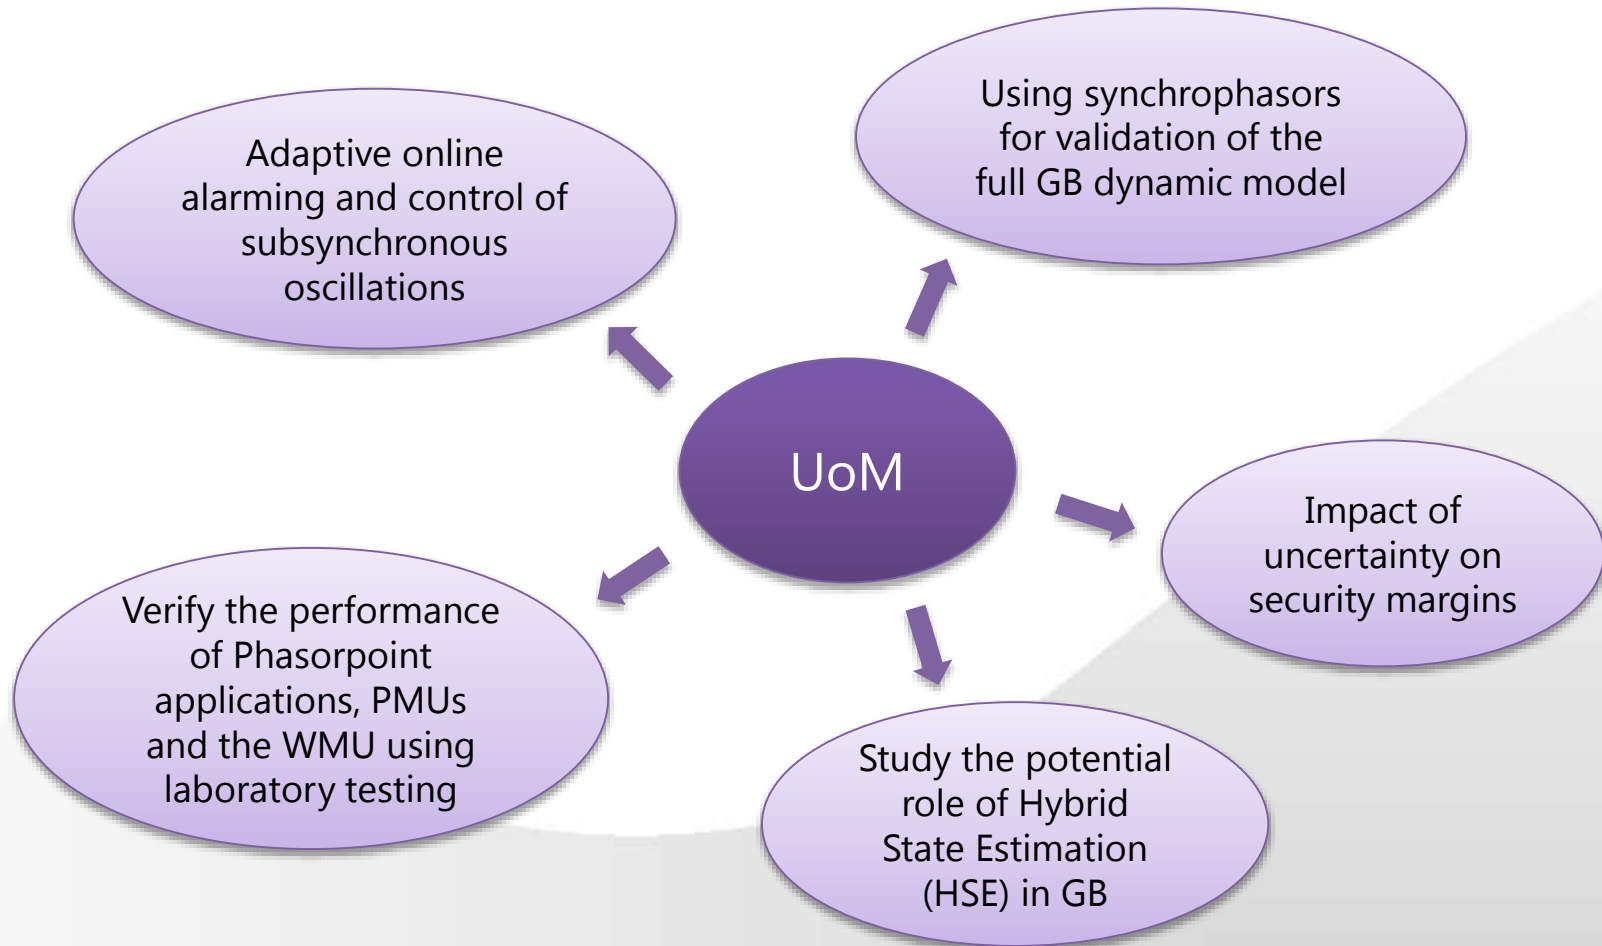 Adaptive online
alarming and control of
subsynchronous
oscillations
Using synchrophasors
for validation of the
full GB dynamic model
UoM
Impact of
uncertainty on
security margins
Verify the performance
of Phasorpoint
applications, PMUs
and the WMU using
laboratory testing
Study the potential
role of Hybrid
State Estimation
(HSE) in GB